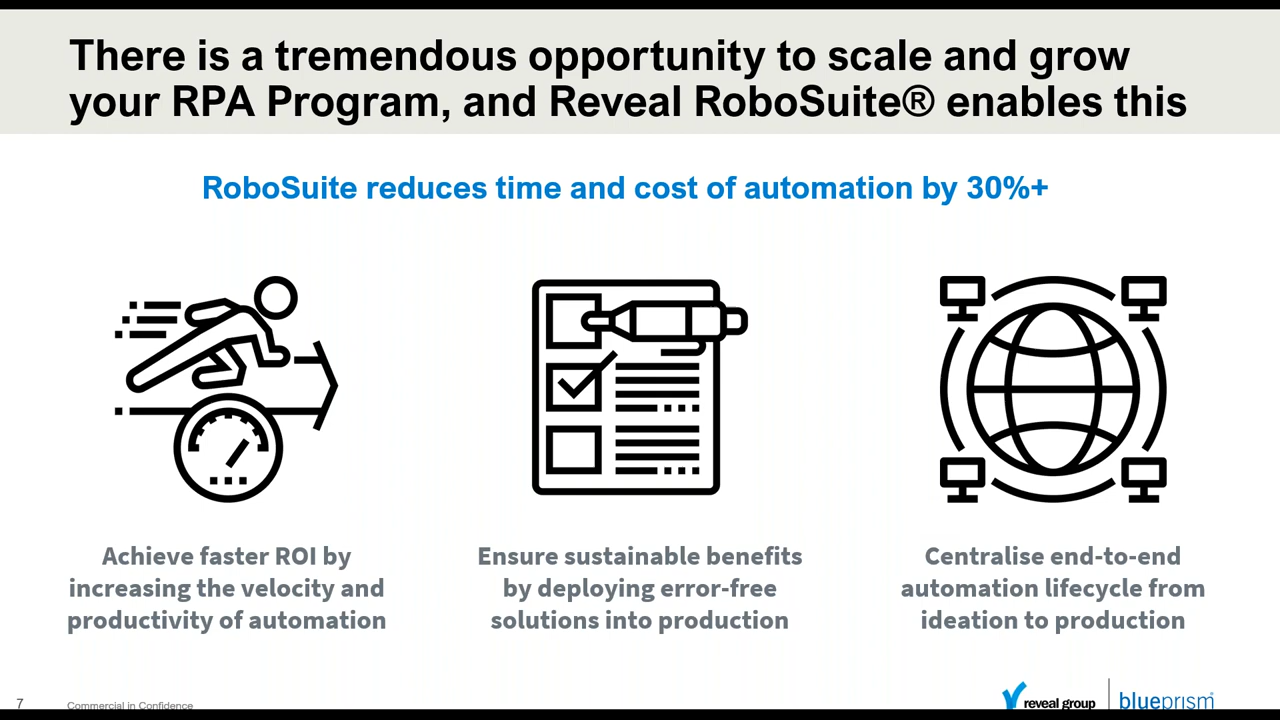 There is a tremendous opportunity to scale and grow
your RPA Program, and Reveal RoboSuite® enables this
RoboSuite reduces time and cost of automation by 30%+
Achieve faster ROI by
increasing the velocity and
productivity of automation
Ensure sustainable benefits
by deploying error-free
solutions into production
Centralise end-to-end
automation lifecycle from
ideation to production
7
Commercial in Confidence
reveal group
blueprism®